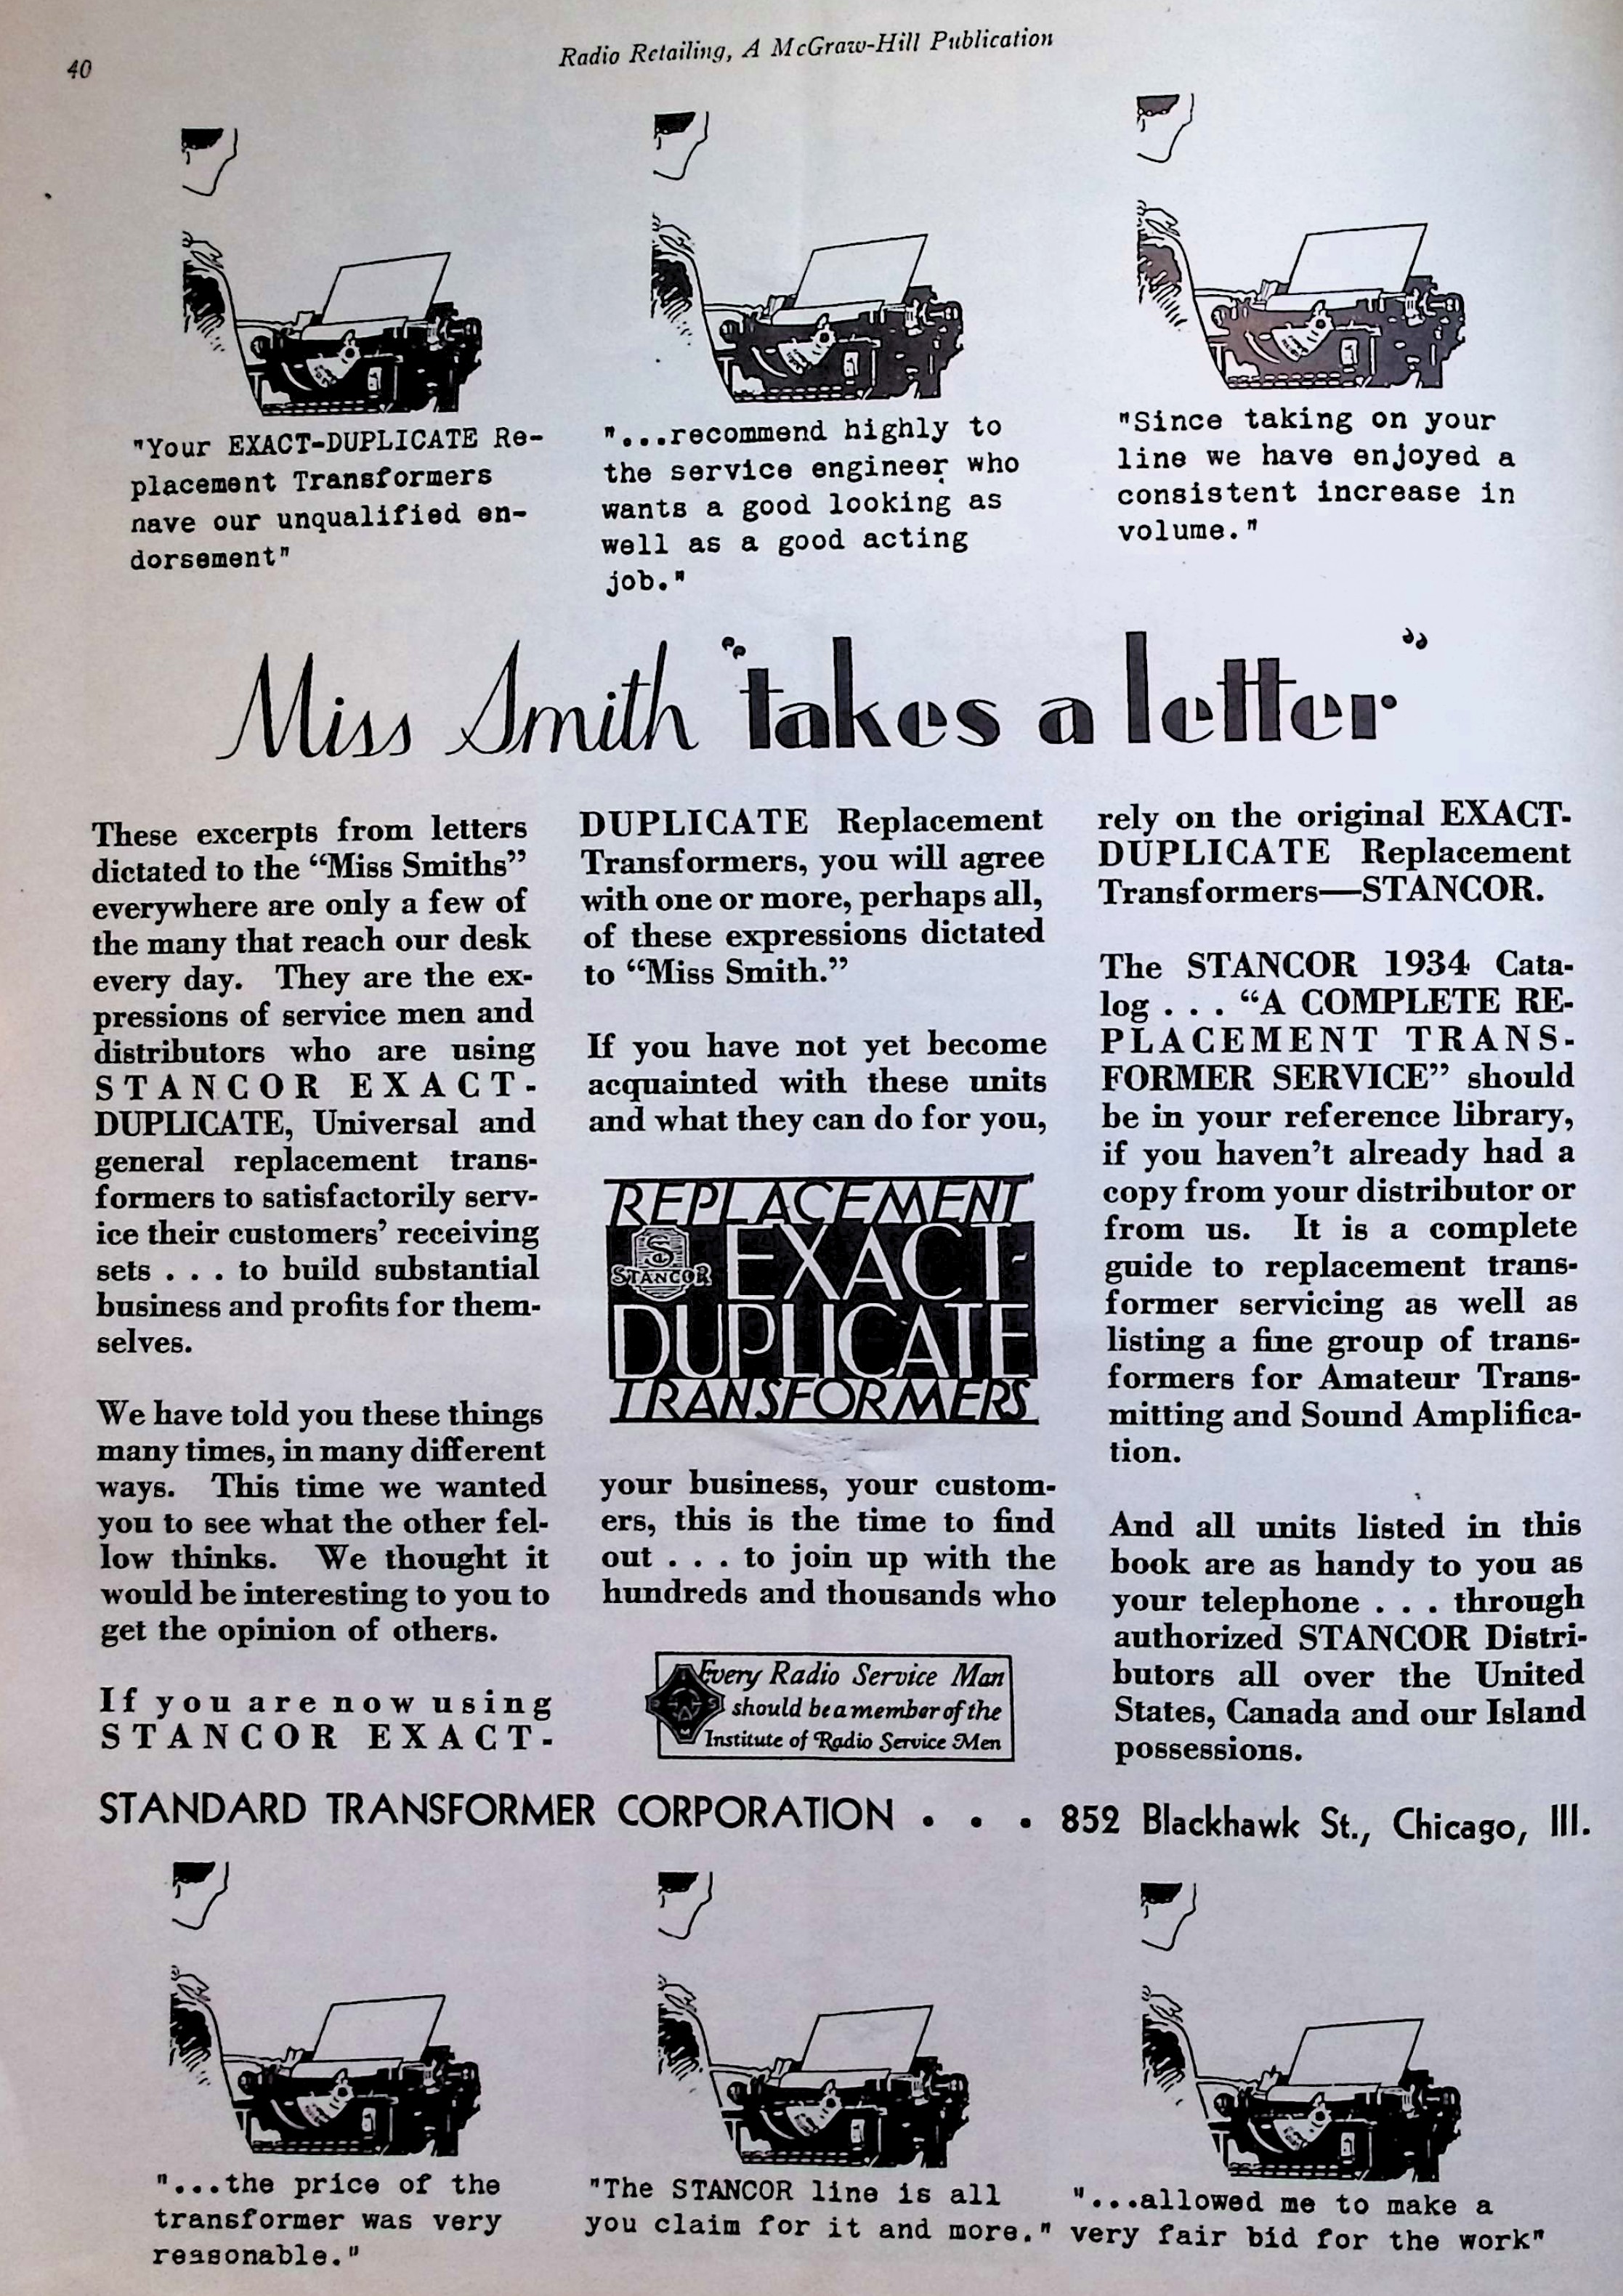 40
Radio Retailing, A McGraw-Hill Publication
"Your EXACT-DUPLICATE Re-
placement Transformers
nave our unqualified en-
dorsement"
"...recommend highly to
the service engineer who
wants a good looking as
well as a good acting
job."
"Since taking on your
line we have enjoyed a
consistent increase in
volume."
Miss Smith "takes a letter"
These excerpts from letters
dictated to the “Miss Smiths”
everywhere are only a few of
the many that reach our desk
every day. They are the ex-
pressions of service men and
distributors who are using
STANCOR EXACT-
DUPLICATE, Universal and
general replacement trans-
formers to satisfactorily serv-
ice their customers’ receiving
sets . . . to build substantial
business and profits for them-
selves.
We have told you these things
many times, in many different
ways. This time we wanted
you to see what the other fel-
low thinks. We thought it
would be interesting to you to
get the opinion of others.
If you are now using
STANCOR EXACT-
DUPLICATE Replacement
Transformers, you will agree
with one or more, perhaps all,
of these expressions dictated
to “Miss Smith.”
If you have not yet become
acquainted with these units
and what they can do for you,
REPLACEMENT
S
STANCOR
EXACT-
DUPLICATE
TRANSFORMERS
your business, your custom-
ers, this is the time to find
out . . . to join up with the
hundreds and thousands who
Every Radio Service Man
should be a member of the
Institute of Radio Service Men
rely on the original EXACT-
DUPLICATE Replacement
Transformers—STANCOR.
The STANCOR 1934 Cata-
log . . . “A COMPLETE RE-
PLACEMENT TRANS-
FORMER SERVICE” should
be in your reference library,
if you haven’t already had a
copy from your distributor or
from us. It is a complete
guide to replacement trans-
former servicing as well as
listing a fine group of trans-
formers for Amateur Trans-
mitting and Sound Amplifica-
tion.
And all units listed in this
book are as handy to you as
your telephone . . . through
authorized STANCOR Distri-
butors all over the United
States, Canada and our Island
possessions.
STANDARD TRANSFORMER CORPORATION . . . 852 Blackhawk St., Chicago, Ill.
"...the price of the
transformer was very
reasonable."
"The STANCOR line is all
you claim for it and more."
"...allowed me to make a
very fair bid for the work"